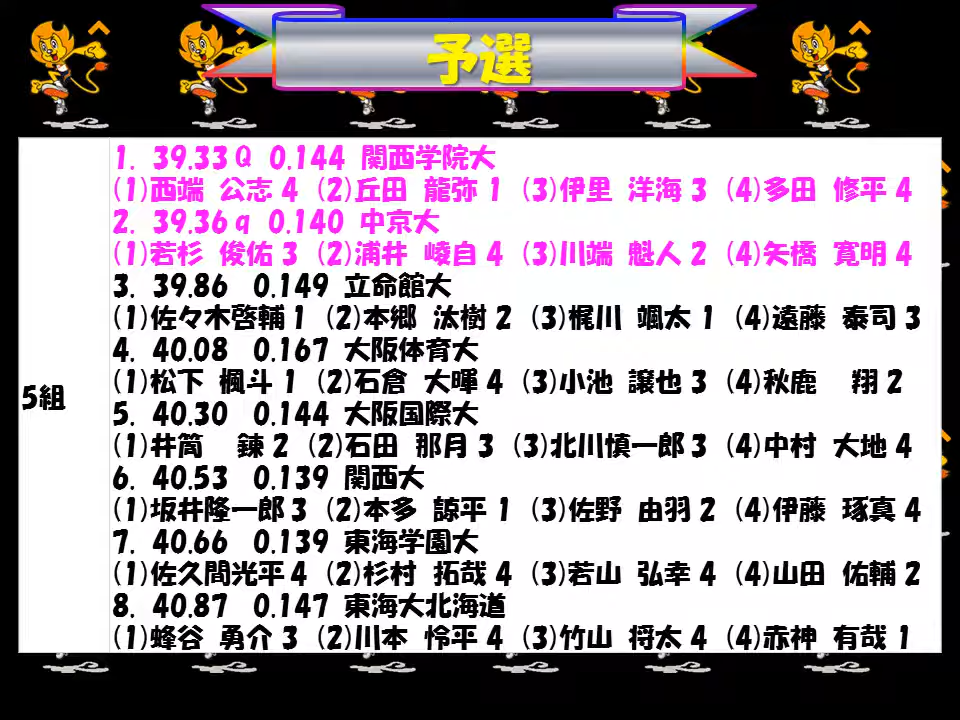 予選
5組
1. 39.33 Q 0.144 関西学院大
(1)西端 公志 4 (2)丘田 龍弥 1 (3)伊里 洋海 3 (4)多田 修平 4
2. 39.36 q 0.140 中京大
(1)若杉 俊佑 3 (2)浦井 崚自 4 (3)川端 魁人 2 (4)矢橋 寛明 4
3. 39.86 0.149 立命館大
(1)佐々木啓輔 1 (2)本郷 汰樹 2 (3)梶川 颯太 1 (4)遠藤 泰司 3
4. 40.08 0.167 大阪体育大
(1)松下 楓斗 1 (2)石倉 大暉 4 (3)小池 譲也 3 (4)秋鹿 翔 2
5. 40.30 0.144 大阪国際大
(1)井筒 錬 2 (2)石田 那月 3 (3)北川慎一郎 3 (4)中村 大地 4
6. 40.53 0.139 関西大
(1)坂井隆一郎 3 (2)本多 諒平 1 (3)佐野 由羽 2 (4)伊藤 琢真 4
7. 40.66 0.139 東海学園大
(1)佐久間光平 4 (2)杉村 拓哉 4 (3)若山 弘幸 4 (4)山田 佑輔 2
8. 40.87 0.147 東海大北海道
(1)蜂谷 勇介 3 (2)川本 怜平 4 (3)竹山 将太 4 (4)赤神 有哉 1